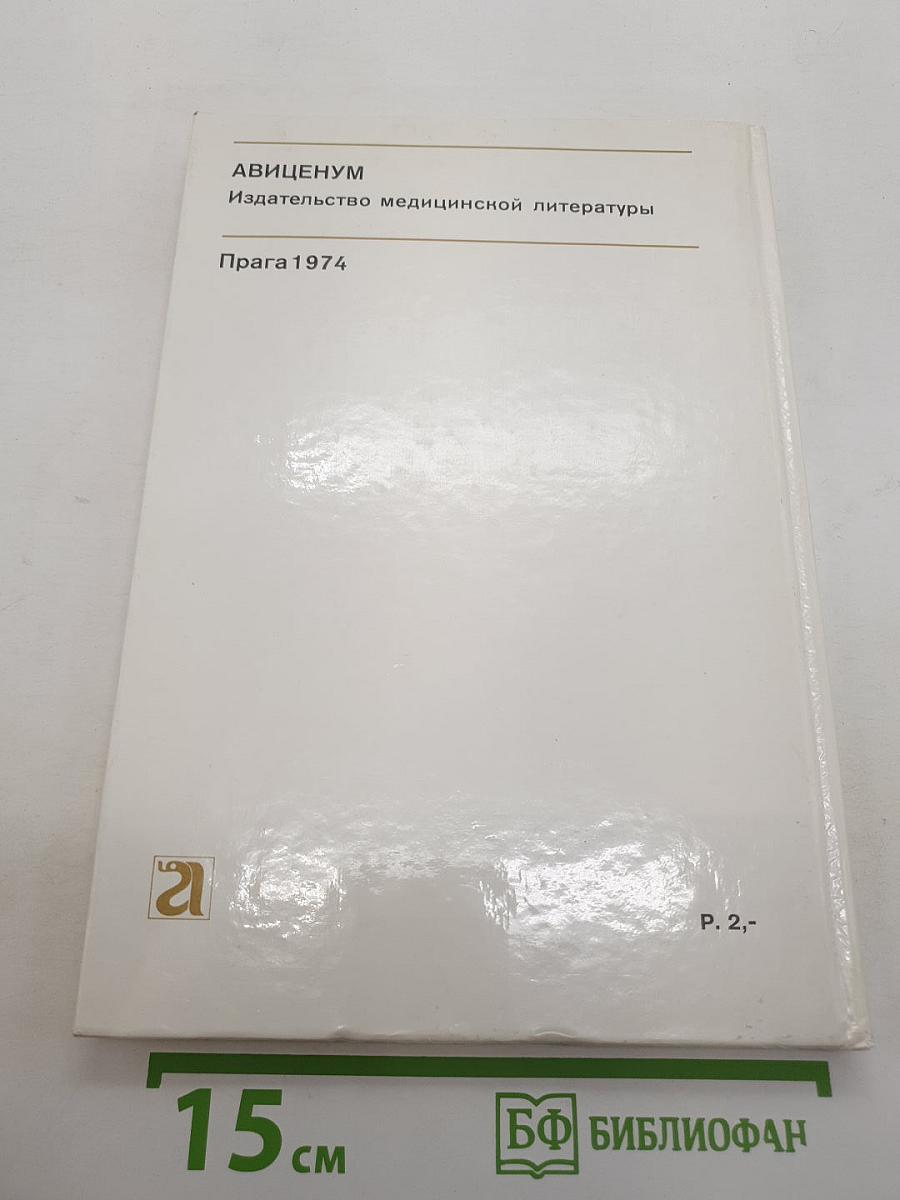 АВИЦЕНУМ
Издательство медицинской литературы
Прага 1974
Р. 2,-
15 см
БФ БИБЛИОФАН